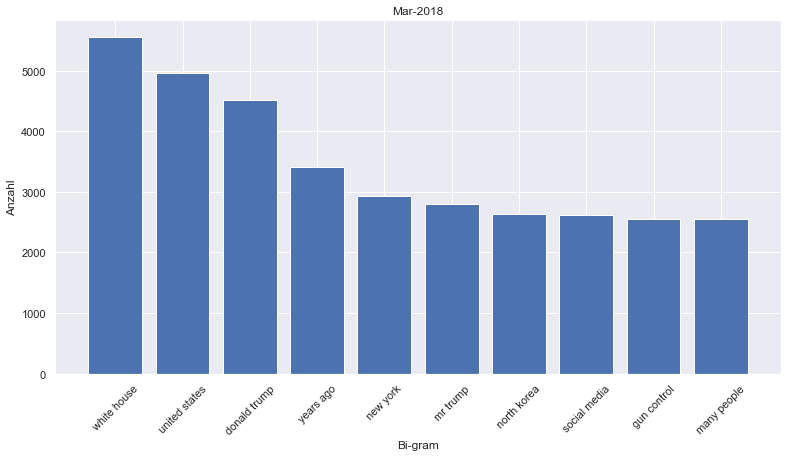 Mar-2018
5000
4000
3000
2000
1000
0
Anzahl
white house
united states
donald trump
years ago
new york
mr trump
north korea
social media
gun control
many people
Bi-gram